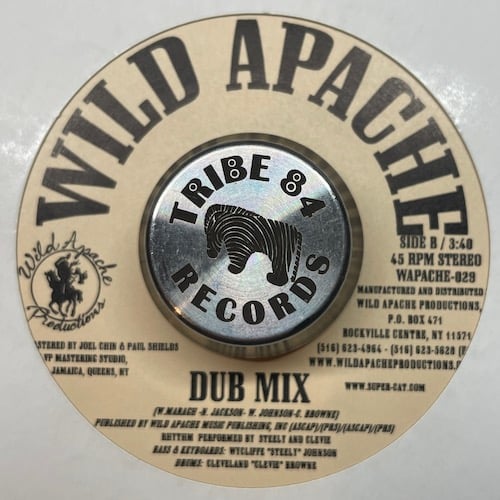 WILD APACHE
TRIBE 84
RECORDS
SIDE B / 3:40
45 RPM STEREO
WAPACHE-029
Wild Apache
Productions
MANUFACTURED AND DISTRIBUTED
WILD APACHE PRODUCTIONS,
P.O. BOX 471
ROCKVILLE CENTRE, NY 11571
(516) 623-4964 - (516) 623-5628 (F
WWW.WILDAPACHEPRODUCTIONS.
WWW.SUPER-CAT.COM
STERED BY JOEL CHIN & PAUL SHIELDS
VP MASTERING STUDIO,
JAMAICA, QUEENS, NY
DUB MIX
(W.MARAGH -N. JACKSON- W. JOHNSON-C. BROWNE)
PUBLISHED BY WILD APACHE MUSIC PUBLISHING, INC (ASCAP)/(PRS)/(ASCAP)/(PRS)
RHYTHM PERFORMED BY STEELY AND CLEVIE
BASS & KEYBOARDS: WYCLIFFE "STEELY" JOHNSON
DRUMS: CLEVELAND "CLEVIE" BROWNE